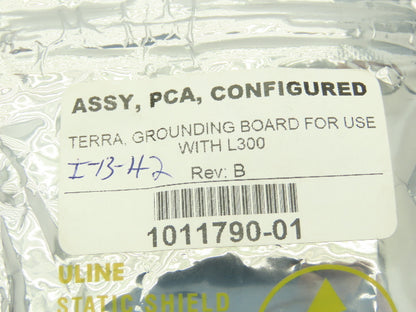 ASSY, PCA, CONFIGURED
TERRA, GROUNDING BOARD FOR USE
WITH L300
I-13-42 Rev: B
1011790-01
ULINE
STATIC SHIELD